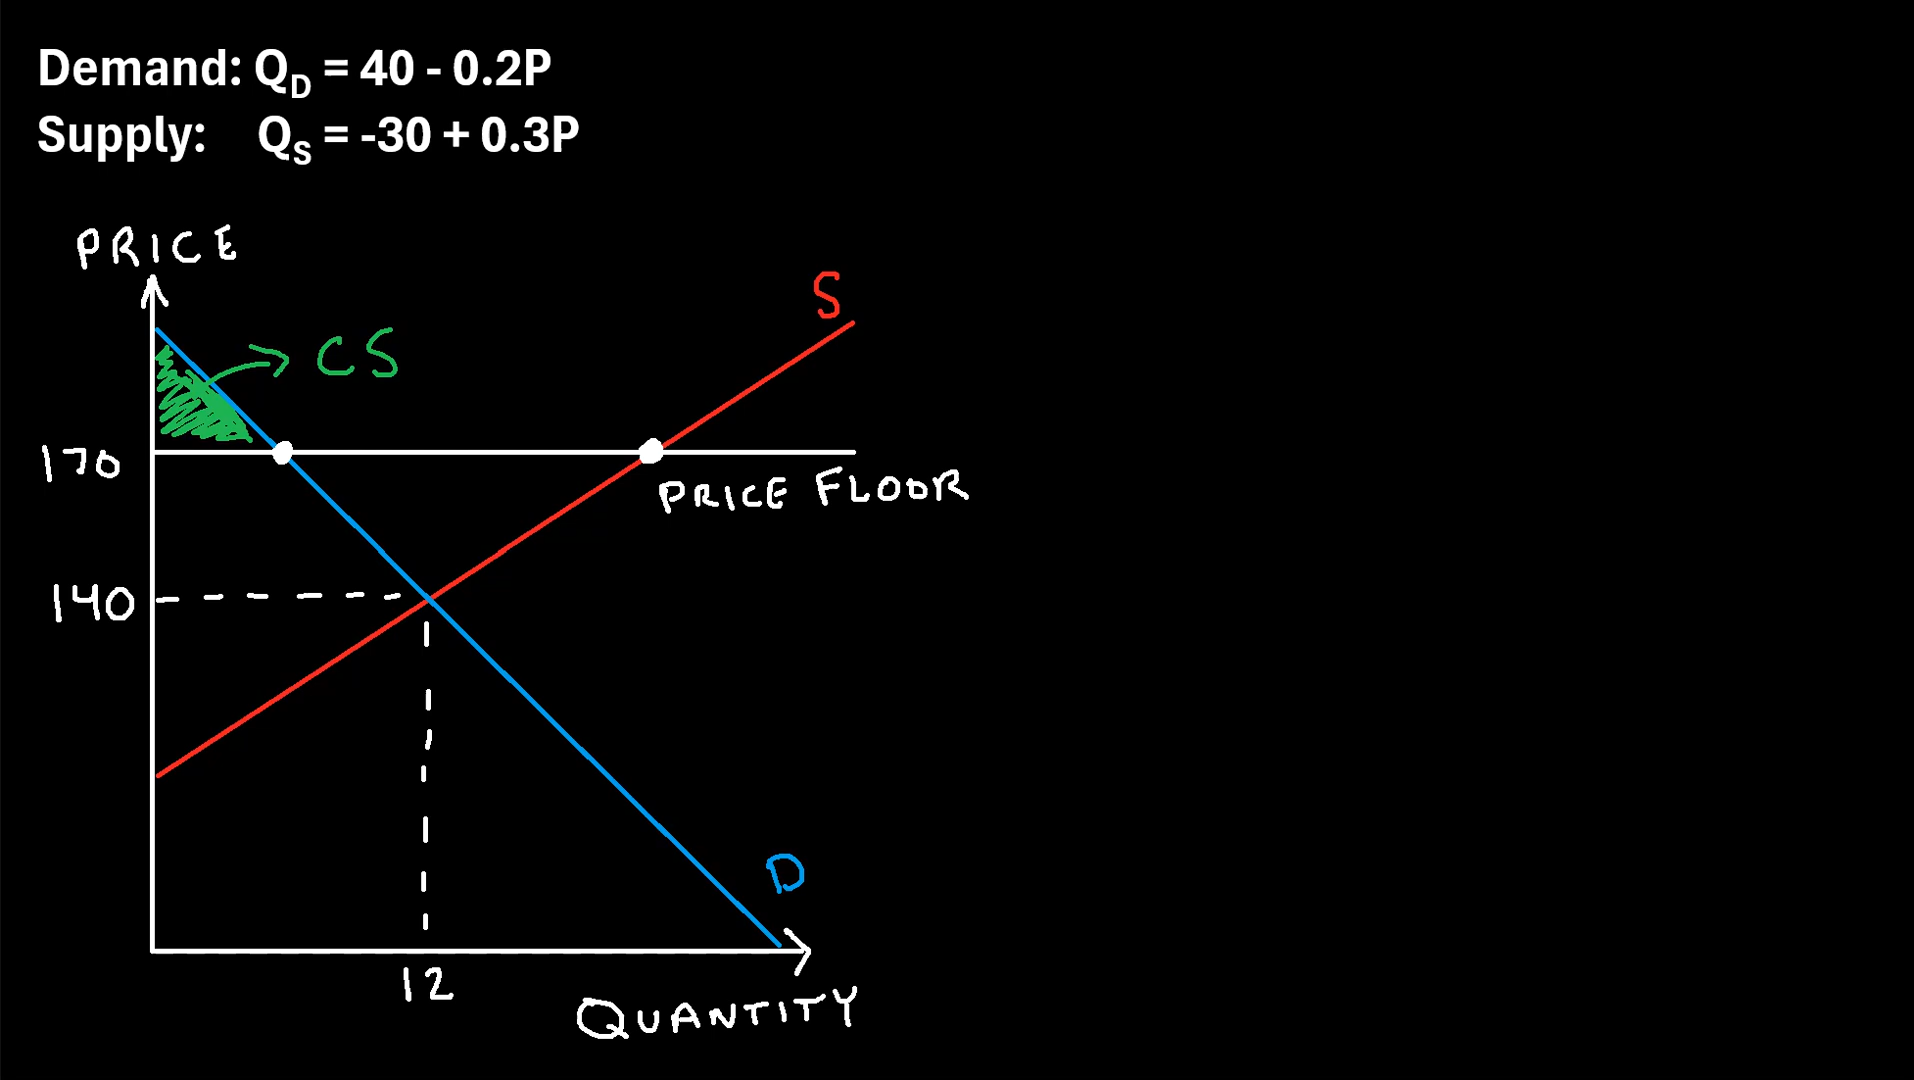 Demand: QD = 40 - 0.2P
Supply: QS = -30 + 0.3P
PRICE
S
CS
170
PRICE FLOOR
140
D
12
QUANTITY